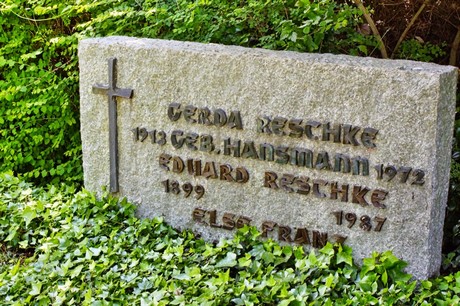 GERDA RESCHKE
1913 GEB. HANSMANN 1972
EDUARD RESCHKE
1899 1987
ELSE FRANZ